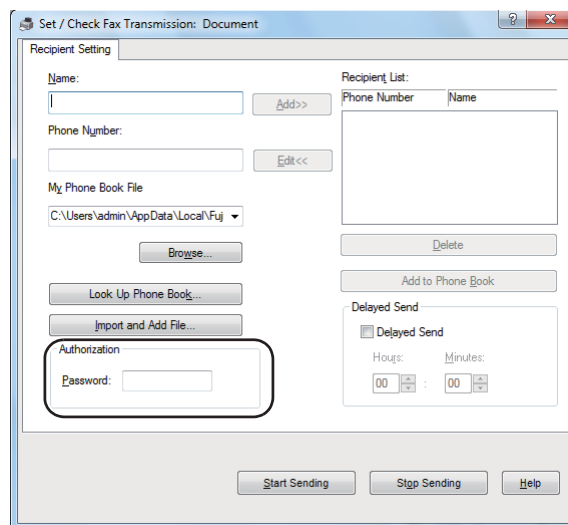 Set / Check Fax Transmission: Document
Recipient Setting
Name:
Add>>
Phone Number:
Edit<<
My Phone Book File
C:\Users\admin\AppData\Local\Fuj
Browse...
Look Up Phone Book...
Import and Add File...
Authorization
Password:
Recipient List:
Phone Number Name
Delete
Add to Phone Book
Delayed Send
Delayed Send
Hours: Minutes:
00 : 00
Start Sending Stop Sending Help